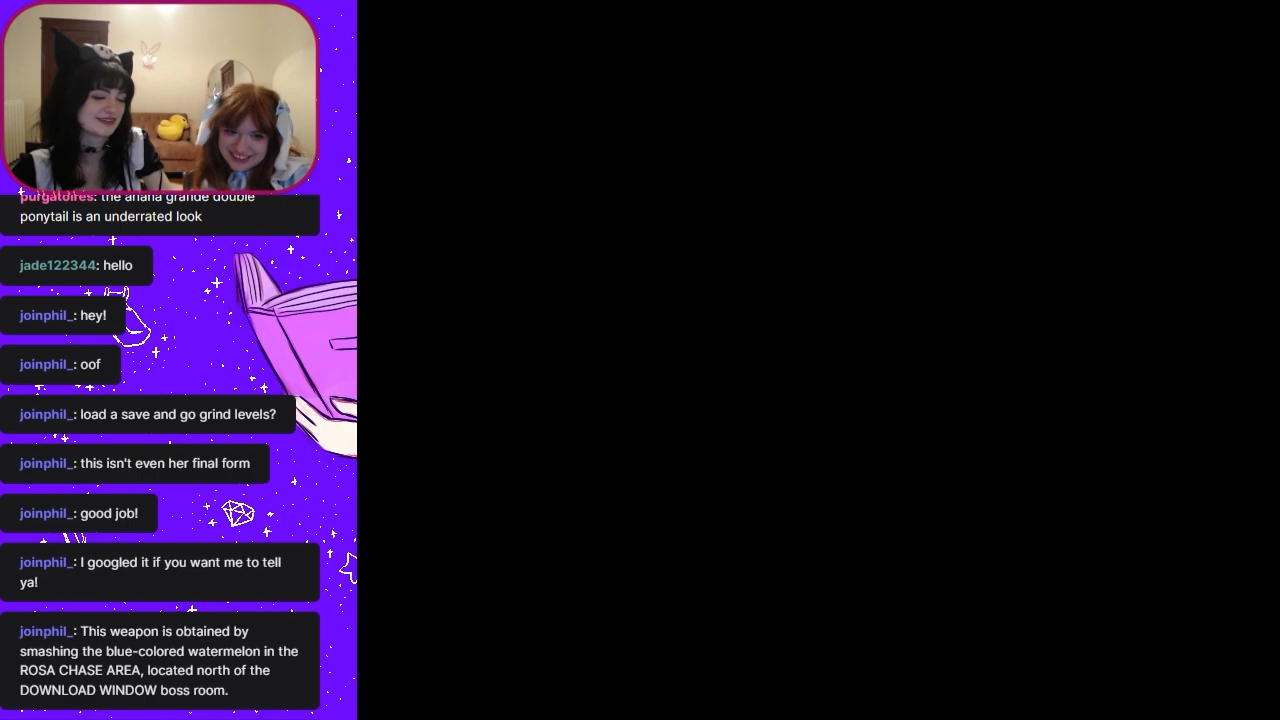 purgatoires: the ariana grande double
ponytail is an underrated look
jade122344: hello
joinphil_: hey!
joinphil_: oof
joinphil_: load a save and go grind levels?
joinphil_: this isn't even her final form
joinphil_: good job!
joinphil_: I googled it if you want me to tell
ya!
joinphil_: This weapon is obtained by
smashing the blue-colored watermelon in the
ROSA CHASE AREA, located north of the
DOWNLOAD WINDOW boss room.